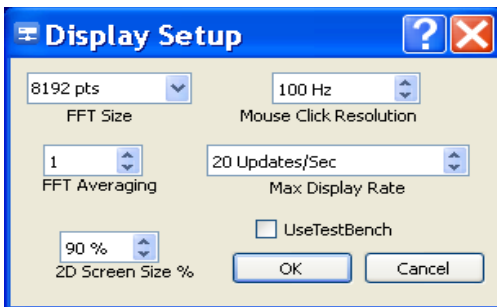 Display Setup
8192 pts
100 Hz
FFT Size
Mouse Click Resolution
1
20 Updates/Sec
FFT Averaging
Max Display Rate
UseTestBench
90 %
2D Screen Size %
OK
Cancel